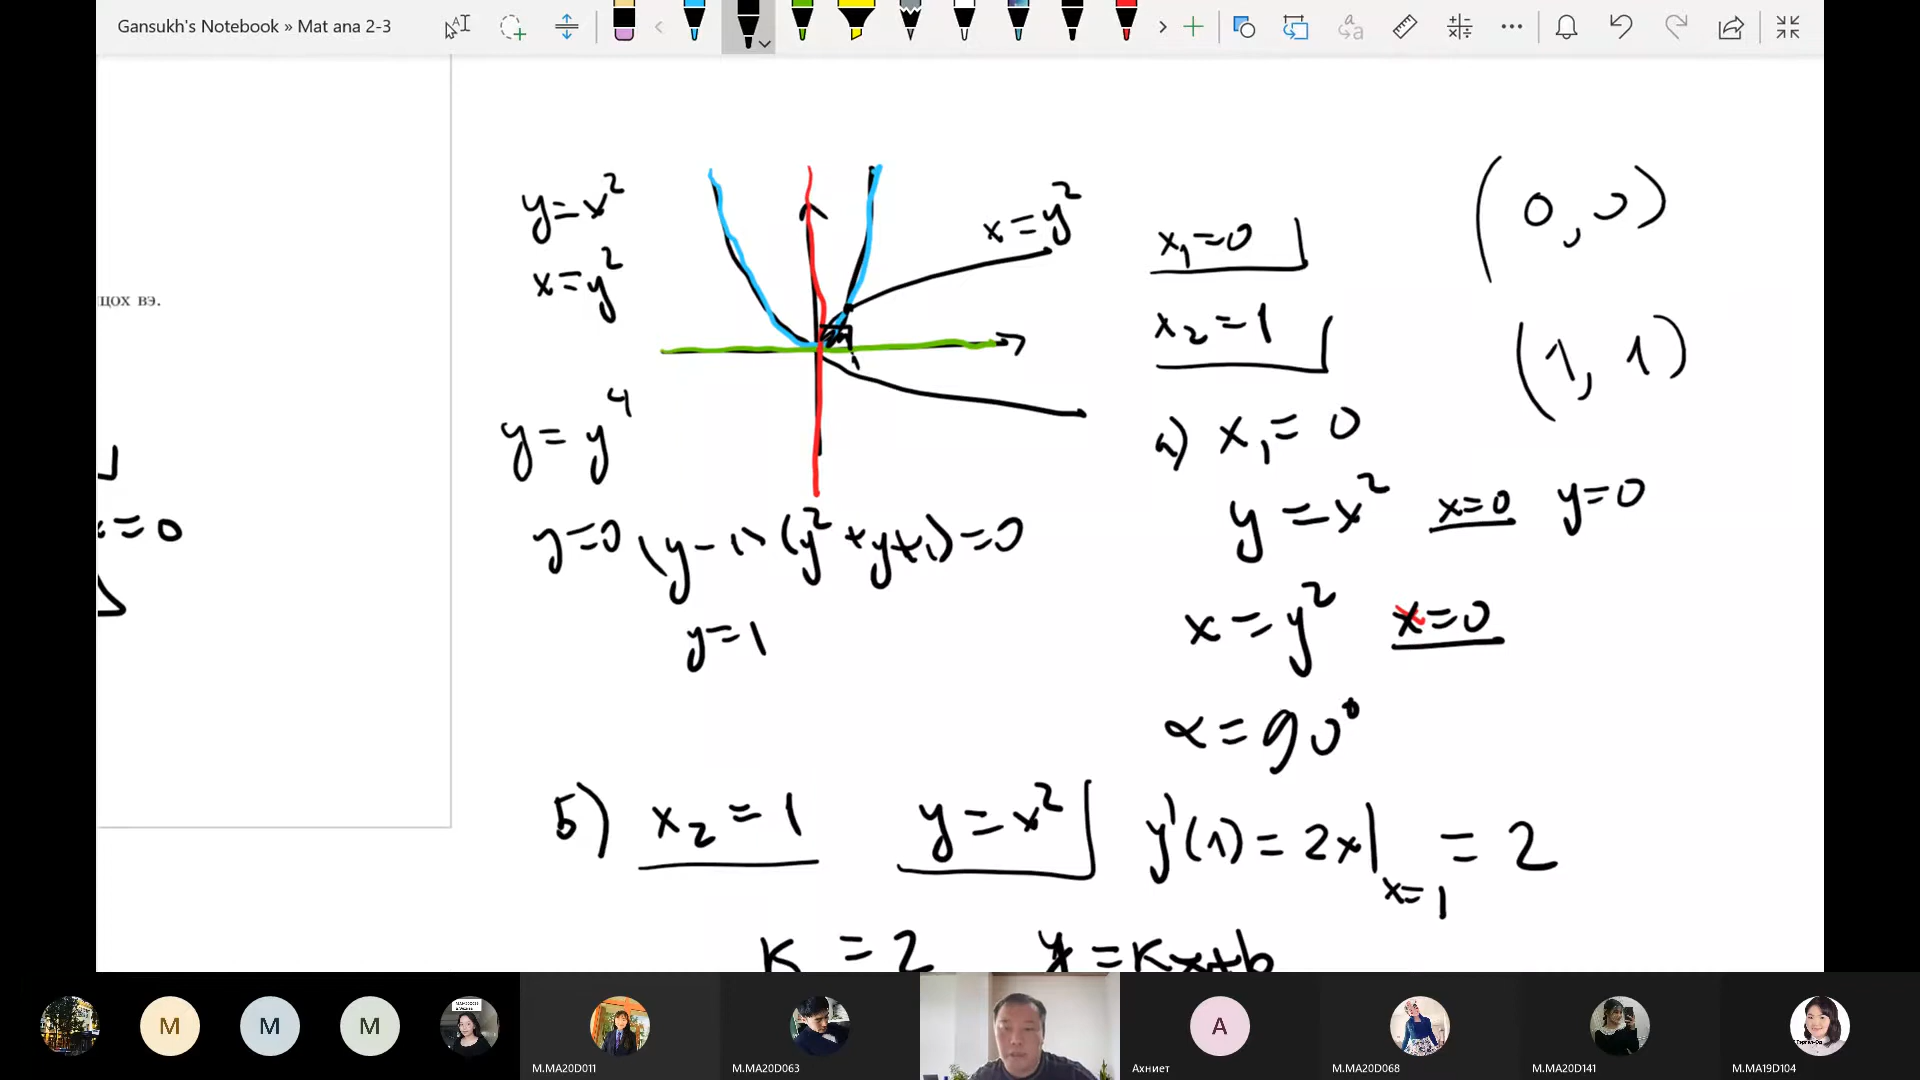 Gansukh's Notebook » Mat ana 2-3
цох вэ.
=0
y=x²
x=y²
x=y²
y=y⁴
y=0 (y-1)(y²+y+1)=0
y=1
x₁=0
x₂=1
(0,0)
(1,1)
a) x₁=0
y=x² x=0 y=0
x=y² x=0
α=90°
б) x₂=1 y=x² y'(1)=2x|ₓ₌₁=2
K=2 y=Kx+b
1
M
M
M
A
M.MA20D011
M.MA20D063
Ахниет
M.MA20D068
M.MA20D141
M.MA19D104